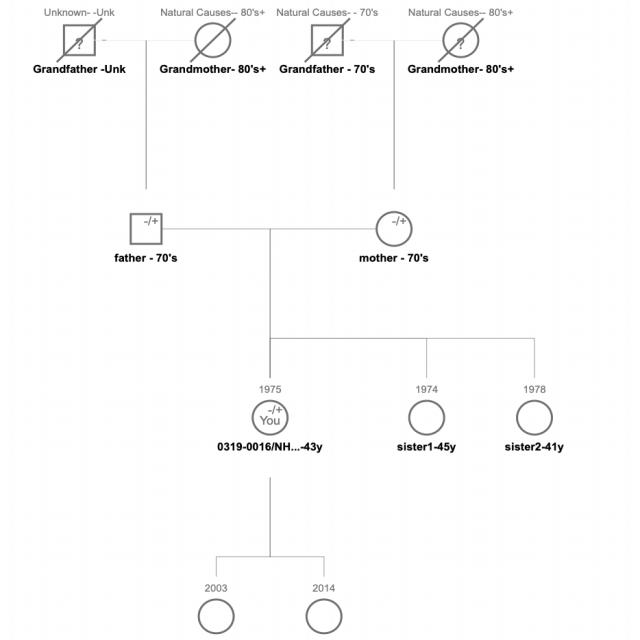 Unknown- -Unk
Natural Causes-- 80's+
Natural Causes- - 70's
Natural Causes-- 80's+
?
?
?
Grandfather -Unk
Grandmother- 80's+
Grandfather - 70's
Grandmother- 80's+
-/+
-/+
father - 70's
mother - 70's
1975
1974
1978
-/+
You
0319-0016/NH...-43y
sister1-45y
sister2-41y
2003
2014